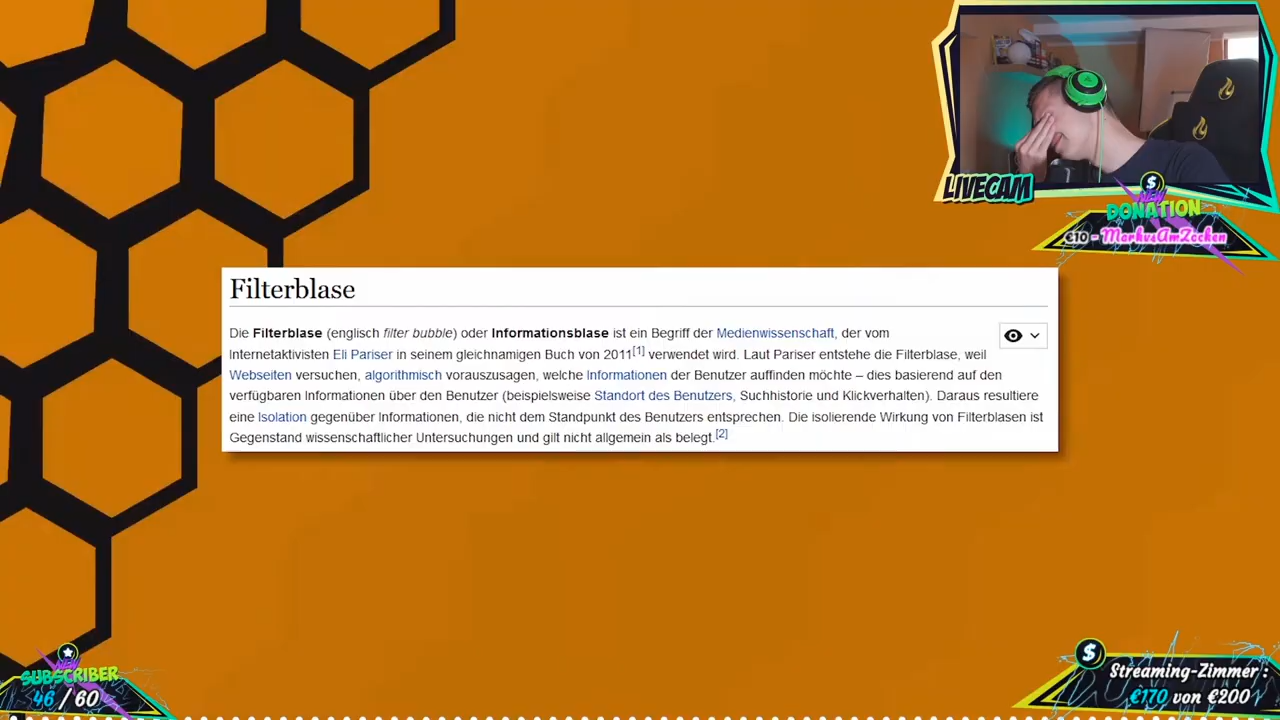 LIVECAM
NEW
DONATION
€10 - MarkusAmZocken
Filterblase
Die Filterblase (englisch filter bubble) oder Informationsblase ist ein Begriff der Medienwissenschaft, der vom
Internetaktivisten Eli Pariser in seinem gleichnamigen Buch von 2011[1] verwendet wird. Laut Pariser entstehe die Filterblase, weil
Webseiten versuchen, algorithmisch vorauszusagen, welche Informationen der Benutzer auffinden möchte – dies basierend auf den
verfügbaren Informationen über den Benutzer (beispielsweise Standort des Benutzers, Suchhistorie und Klickverhalten). Daraus resultiere
eine Isolation gegenüber Informationen, die nicht dem Standpunkt des Benutzers entsprechen. Die isolierende Wirkung von Filterblasen ist
Gegenstand wissenschaftlicher Untersuchungen und gilt nicht allgemein als belegt.[2]
NEW
SUBSCRIBER
46 / 60
$
Streaming-Zimmer :
€170 von €200